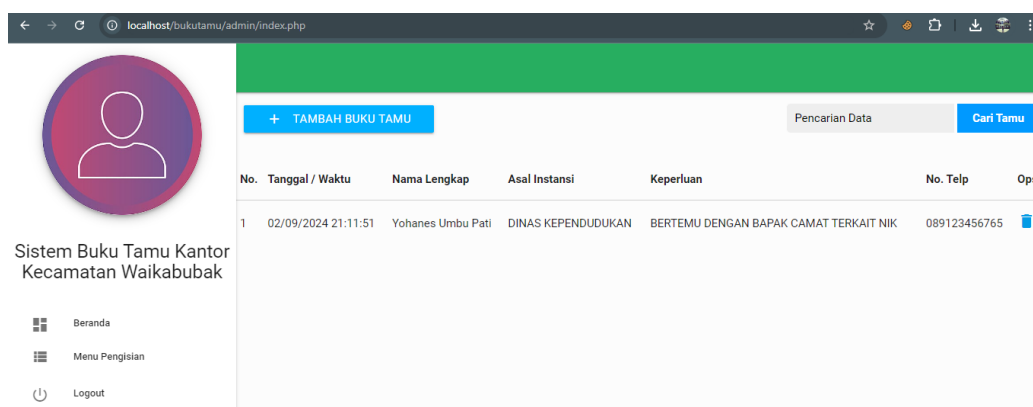 localhost/bukutamu/admin/index.php
+ TAMBAH BUKU TAMU
Pencarian Data
Cari Tamu
No. Tanggal / Waktu Nama Lengkap Asal Instansi Keperluan No. Telp Ops
1 02/09/2024 21:11:51 Yohanes Umbu Pati DINAS KEPENDUDUKAN BERTEMU DENGAN BAPAK CAMAT TERKAIT NIK 089123456765
Sistem Buku Tamu Kantor
Kecamatan Waikabubak
Beranda
Menu Pengisian
Logout